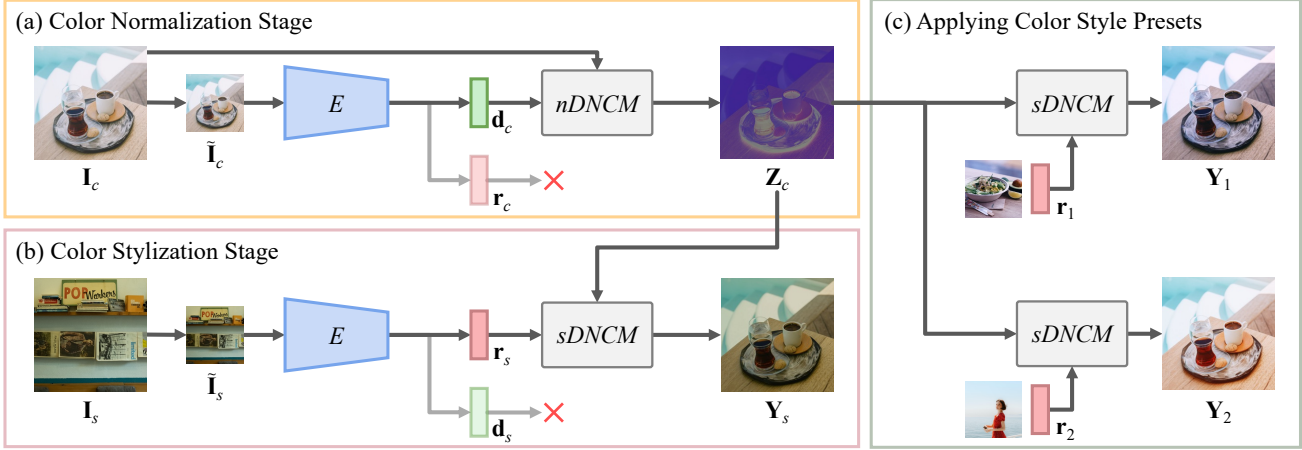 (a) Color Normalization Stage
I_c
Ĩ_c
E
d_c
r_c
nDNCM
Z_c
(b) Color Stylization Stage
POP Workers
I_s
Ĩ_s
E
r_s
d_s
sDNCM
Y_s
(c) Applying Color Style Presets
sDNCM
r_1
Y_1
sDNCM
r_2
Y_2